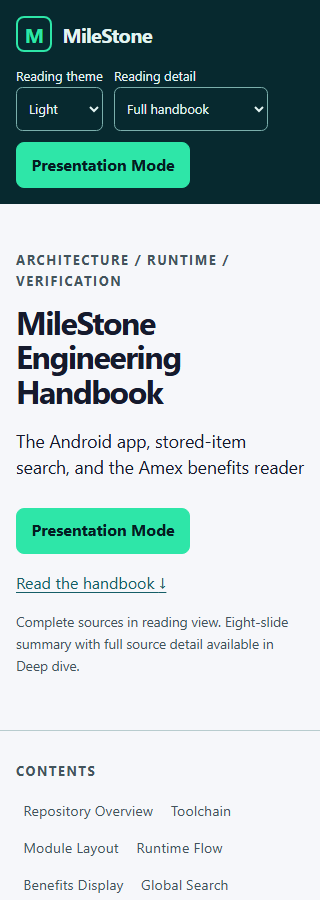 M MileStone
Reading theme Reading detail
Light Full handbook
Presentation Mode
ARCHITECTURE / RUNTIME /
VERIFICATION
MileStone
Engineering
Handbook
The Android app, stored-item
search, and the Amex benefits reader
Presentation Mode
Read the handbook ↓
Complete sources in reading view. Eight-slide
summary with full source detail available in
Deep dive.
CONTENTS
Repository Overview Toolchain
Module Layout Runtime Flow
Benefits Display Global Search